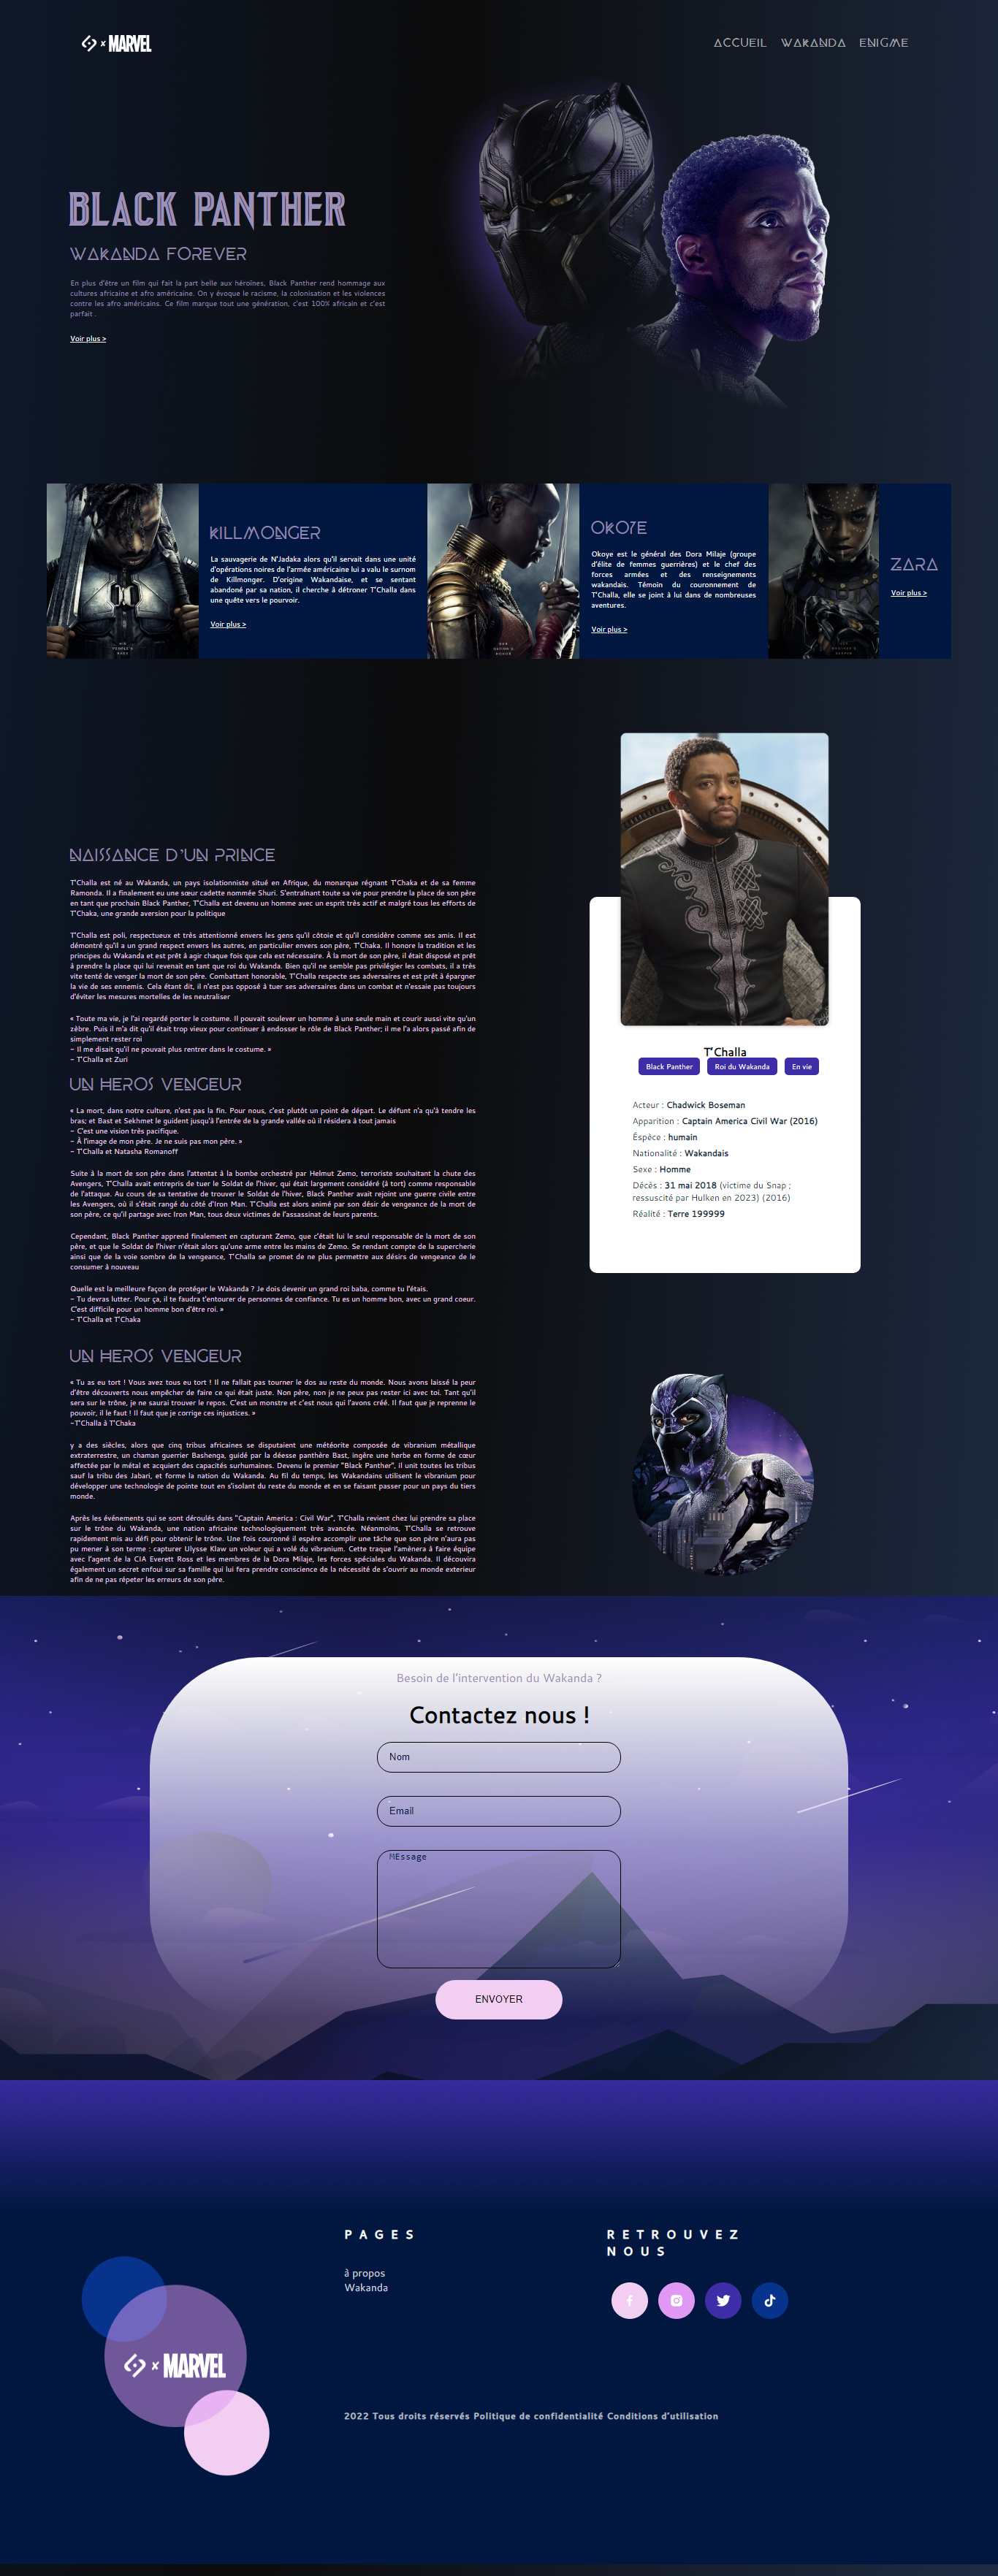 x MARVEL
ACCUEIL WAKANDA ENIGME
BLACK PANTHER
WAKANDA FOREVER
En plus d'être un film qui fait la part belle aux héroïnes, Black Panther rend hommage aux
cultures africaine et afro américaine. On y évoque le racisme, la colonisation et les violences
contre les afro américains. Ce film marque tout une génération, c'est 100% africain et c'est
parfait .
Voir plus >
KILLMONGER
La sauvagerie de N'Jadaka alors qu'il servait dans une unité
d'opérations noires de l'armée américaine lui a valu le surnom
de Killmonger. D'origine Wakandaise, et se sentant
abandoné par sa nation, il cherche à détroner T'Challa dans
une quête vers le pourvoir.
Voir plus >
OKOYE
Okoye est le général des Dora Milaje (groupe
d'élite de femmes guerrières) et le chef des
forces armées et des renseignements
wakandais. Témoin du couronnement de
T'Challa, elle se joint à lui dans de nombreuses
aventures.
Voir plus >
ZARA
Voir plus >
NAISSANCE D'UN PRINCE
T'Challa est né au Wakanda, un pays isolationniste situé en Afrique, du monarque régnant T'Chaka et de sa femme
Ramonda. Il a finalement eu une sœur cadette nommée Shuri. S'entraînant toute sa vie pour prendre la place de son père
en tant que prochain Black Panther, T'Challa est devenu un homme avec un esprit très actif et malgré tous les efforts de
T'Chaka, une grande aversion pour la politique
T'Challa est poli, respectueux et très attentionné envers les gens qu'il côtoie et qu'il considère comme ses amis. Il est
démontré qu'il a un grand respect envers les autres, en particulier envers son père, T'Chaka. Il honore la tradition et les
principes du Wakanda et est prêt à agir chaque fois que cela est nécessaire. À la mort de son père, il était disposé et prêt
à prendre la place qui lui revenait en tant que roi du Wakanda. Bien qu'il ne semble pas privilégier les combats, il a très
vite tenté de venger la mort de son père. Combattant honorable, T'Challa respecte ses adversaires et est prêt à épargner
la vie de ses ennemis. Cela étant dit, il n'est pas opposé à tuer ses adversaires dans un combat et n'essaie pas toujours
d'éviter les mesures mortelles de les neutraliser
« Toute ma vie, je l'ai regardé porter le costume. Il pouvait soulever un homme à une seule main et courir aussi vite qu'un
zèbre. Puis il m'a dit qu'il était trop vieux pour continuer à endosser le rôle de Black Panther; il me l'a alors passé afin de
simplement rester roi
– Il me disait qu'il ne pouvait plus rentrer dans le costume. »
– T'Challa et Zuri
UN HEROS VENGEUR
« La mort, dans notre culture, n'est pas la fin. Pour nous, c'est plutôt un point de départ. Le défunt n'a qu'à tendre les
bras; et Bast et Sekhmet le guident jusqu'à l'entrée de la grande vallée où il résidera à tout jamais
– C'est une vision très pacifique.
– À l'image de mon père. Je ne suis pas mon père. »
– T'Challa et Natasha Romanoff
Suite à la mort de son père dans l'attentat à la bombe orchestré par Helmut Zemo, terroriste souhaitant la chute des
Avengers, T'Challa avait entrepris de tuer le Soldat de l'hiver, qui était largement considéré (à tort) comme responsable
de l'attaque. Au cours de sa tentative de trouver le Soldat de l'hiver, Black Panther avait rejoint une guerre civile entre
les Avengers, où il s'était rangé du côté d'Iron Man. T'Challa est alors animé par son désir de vengeance de la mort de
son père, ce qu'il partage avec Iron Man, tous deux victimes de l'assassinat de leurs parents.
Cependant, Black Panther apprend finalement en capturant Zemo, que c'était lui le seul responsable de la mort de son
père, et que le Soldat de l'hiver n'était alors qu'une arme entre les mains de Zemo. Se rendant compte de la supercherie
ainsi que de la voie sombre de la vengeance, T'Challa se promet de ne plus permettre aux désirs de vengeance de le
consumer à nouveau
Quelle est la meilleure façon de protéger le Wakanda ? Je dois devenir un grand roi baba, comme tu l'étais.
– Tu devras lutter. Pour ça, il te faudra t'entourer de personnes de confiance. Tu es un homme bon, avec un grand coeur.
C'est difficile pour un homme bon d'être roi. »
– T'Challa et T'Chaka
UN HEROS VENGEUR
« Tu as eu tort ! Vous avez tous eu tort ! Il ne fallait pas tourner le dos au reste du monde. Nous avons laissé la peur
d'être découverts nous empêcher de faire ce qui était juste. Non père, non je ne peux pas rester ici avec toi. Tant qu'il
sera sur le trône, je ne saurai trouver le repos. C'est un monstre et c'est nous qui l'avons créé. Il faut que je reprenne le
pouvoir, il le faut ! Il faut que je corrige ces injustices. »
–T'Challa à T'Chaka
y a des siècles, alors que cinq tribus africaines se disputaient une météorite composée de vibranium métallique
extraterrestre, un chaman guerrier Bashenga, guidé par la déesse panthère Bast, ingère une herbe en forme de cœur
affectée par le métal et acquiert des capacités surhumaines. Devenu le premier "Black Panther", il unit toutes les tribus
sauf la tribu des Jabari, et forme la nation du Wakanda. Au fil du temps, les Wakandains utilisent le vibranium pour
développer une technologie de pointe tout en s'isolant du reste du monde et en se faisant passer pour un pays du tiers
monde.
Après les événements qui se sont déroulés dans "Captain America : Civil War", T'Challa revient chez lui prendre sa place
sur le trône du Wakanda, une nation africaine technologiquement très avancée. Néanmoins, T'Challa se retrouve
rapidement mis au défi pour obtenir le trône. Une fois couronné il espère accomplir une tâche que son père n'aura pas
pu mener à son terme : capturer Ulysse Klaw un voleur qui a volé du vibranium. Cette traque l'amènera à faire équipe
avec l'agent de la CIA Everett Ross et les membres de la Dora Milaje, les forces spéciales du Wakanda. Il découvira
également un secret enfoui sur sa famille qui lui fera prendre conscience de la nécessité de s'ouvrir au monde exterieur
afin de ne pas répeter les erreurs de son père.
T'Challa
Black Panther Roi du Wakanda En vie
Acteur : Chadwick Boseman
Apparition : Captain America Civil War (2016)
Éspèce : humain
Nationalité : Wakandais
Sexe : Homme
Décès : 31 mai 2018 (victime du Snap ;
ressuscité par Hulken en 2023) (2016)
Réalité : Terre 199999
Besoin de l'intervention du Wakanda ?
Contactez nous !
Nom
Email
MEssage
ENVOYER
PAGES
à propos
Wakanda
RETROUVEZ
NOUS
x MARVEL
2022 Tous droits réservés Politique de confidentialité Conditions d'utilisation